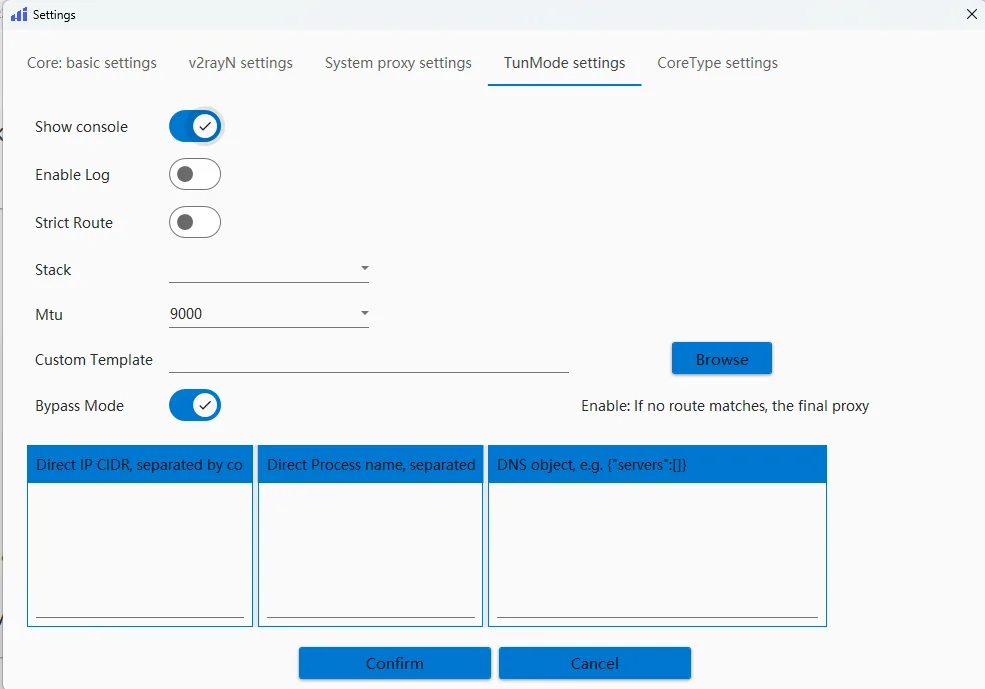 Settings
Core: basic settings v2rayN settings System proxy settings TunMode settings CoreType settings
Show console
Enable Log
Strict Route
Stack
Mtu 9000
Custom Template Browse
Bypass Mode Enable: If no route matches, the final proxy
Direct IP CIDR, separated by co Direct Process name, separated DNS object, e.g. {"servers":[]}
Confirm Cancel